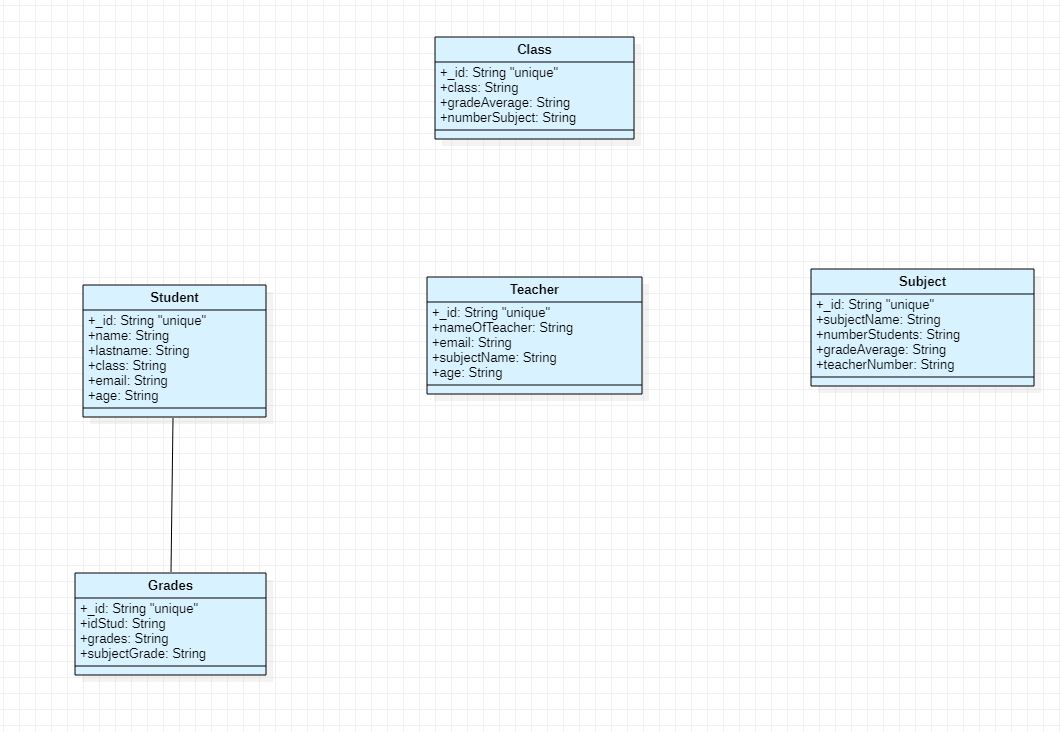 Class
+_id: String "unique"
+class: String
+gradeAverage: String
+numberSubject: String
Student
+_id: String "unique"
+name: String
+lastname: String
+class: String
+email: String
+age: String
Teacher
+_id: String "unique"
+nameOfTeacher: String
+email: String
+subjectName: String
+age: String
Subject
+_id: String "unique"
+subjectName: String
+numberStudents: String
+gradeAverage: String
+teacherNumber: String
Grades
+_id: String "unique"
+idStud: String
+grades: String
+subjectGrade: String